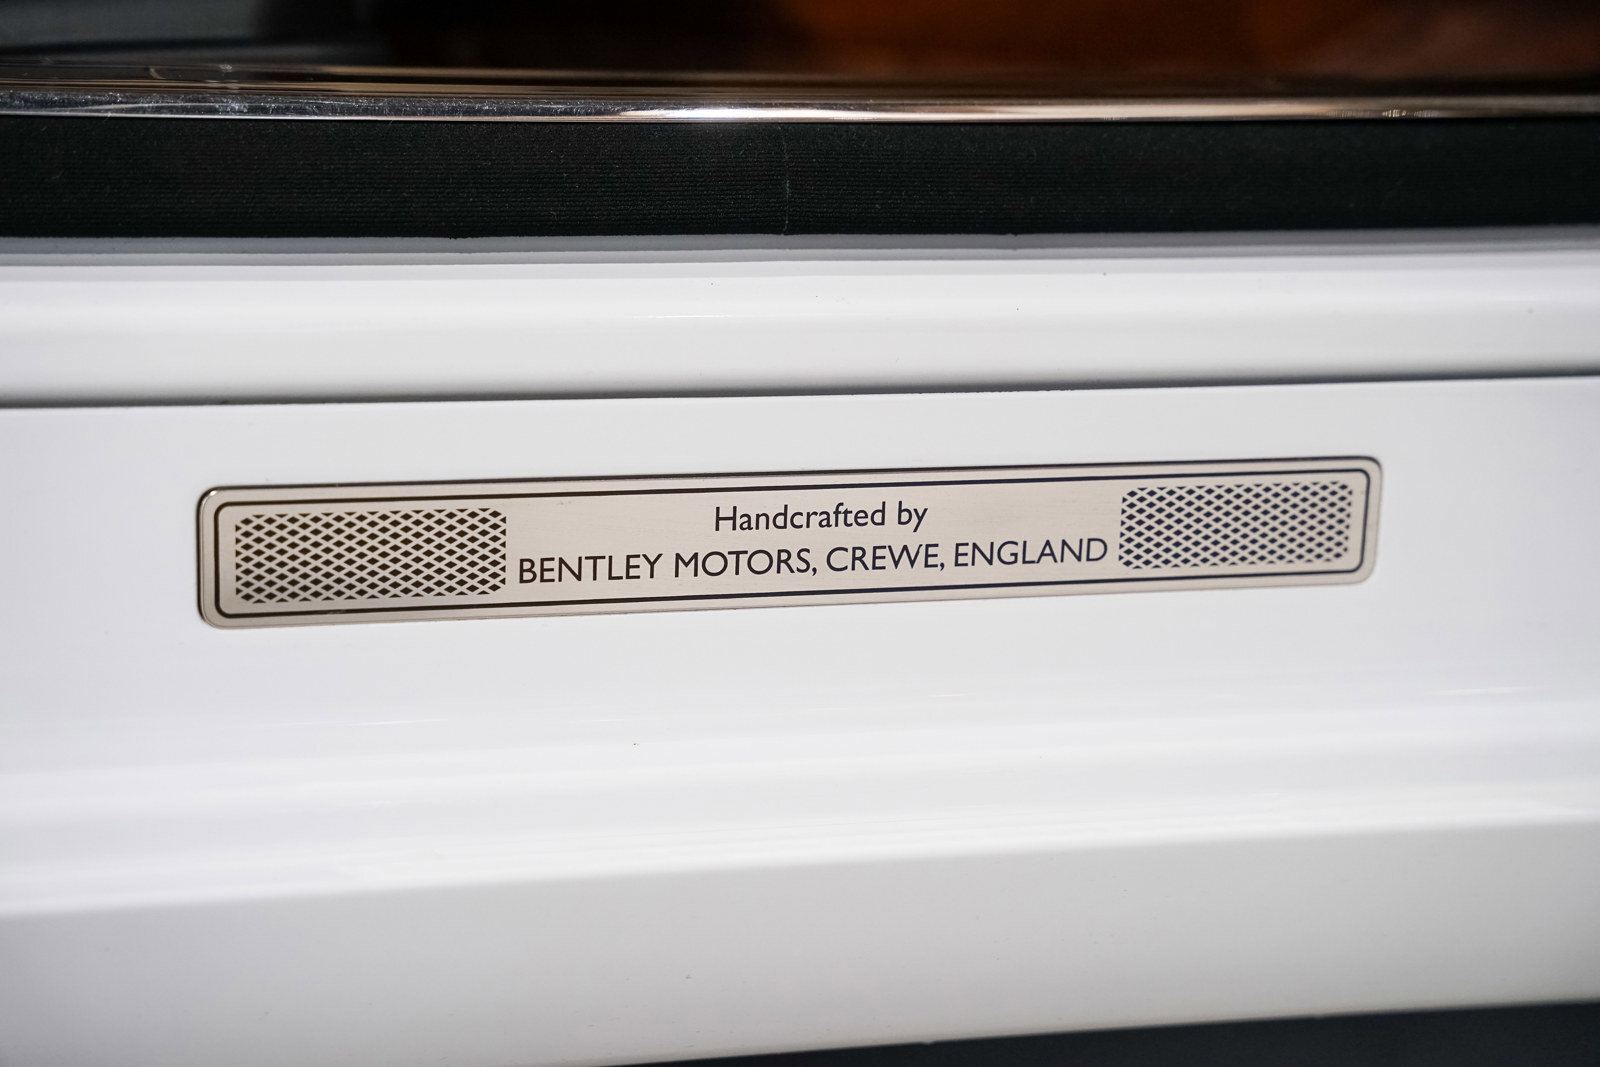 Handcrafted by
BENTLEY MOTORS, CREWE, ENGLAND